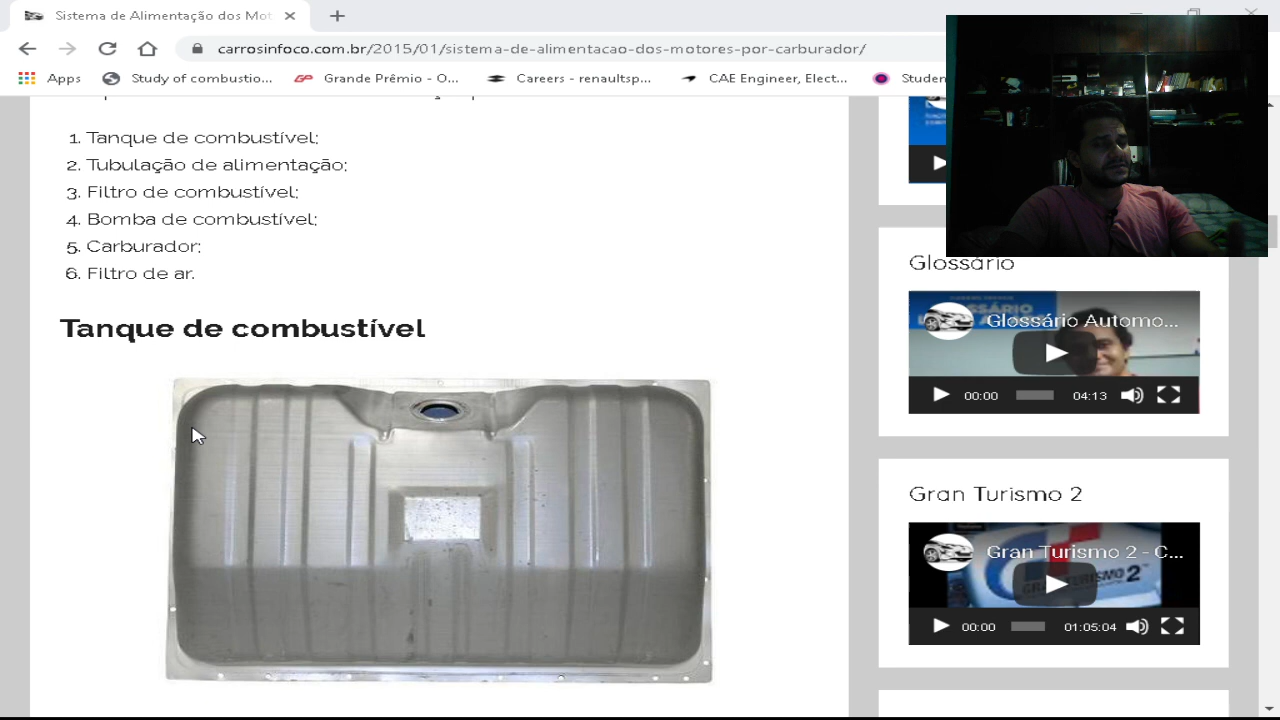 Sistema de Alimentação dos Mot
carrosinfoco.com.br/2015/01/sistema-de-alimentacao-dos-motores-por-carburador/
Apps
Study of combustio...
Grande Prêmio - O...
Careers - renaultsp...
CAE Engineer, Elect...
Studen
1. Tanque de combustível;
2. Tubulação de alimentação;
3. Filtro de combustível;
4. Bomba de combustível;
5. Carburador;
6. Filtro de ar.
Tanque de combustível
Glossário
Glossário Automo...
00:00
04:13
Gran Turismo 2
Gran Turismo 2 - C...
00:00
01:05:04